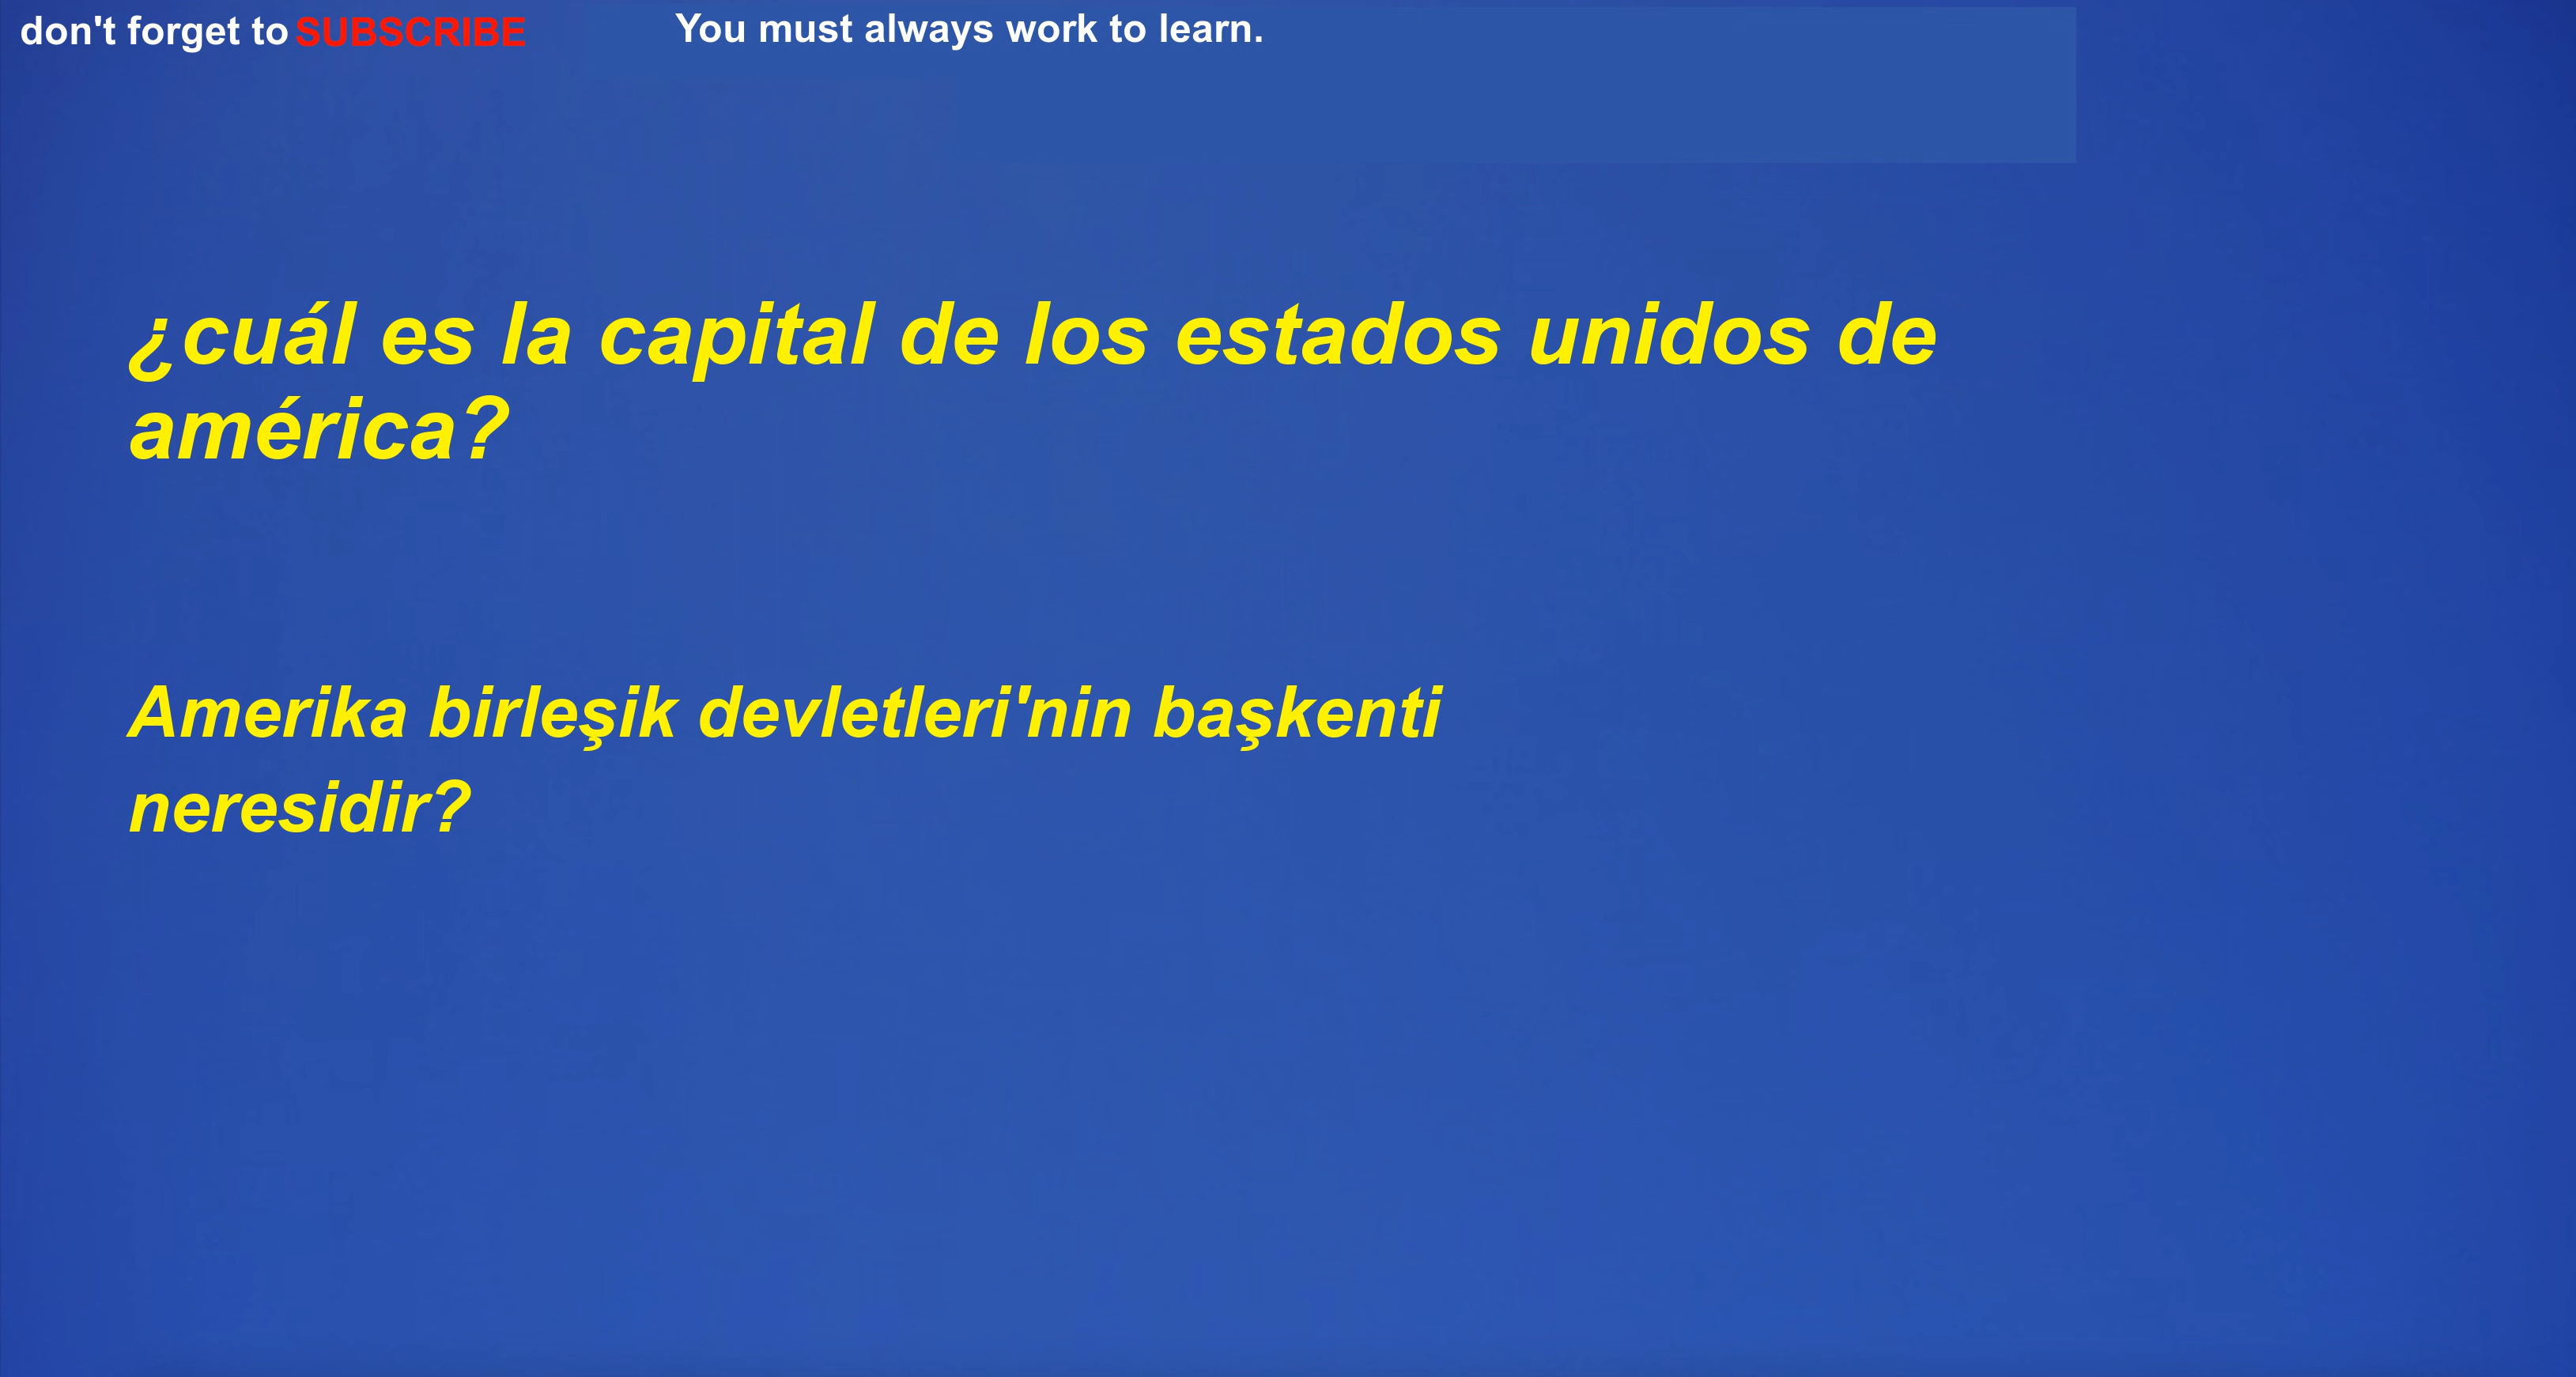 don't forget to SUBSCRIBE
You must always work to learn.
¿cuál es la capital de los estados unidos de
américa?
Amerika birleşik devletleri'nin başkenti
neresidir?